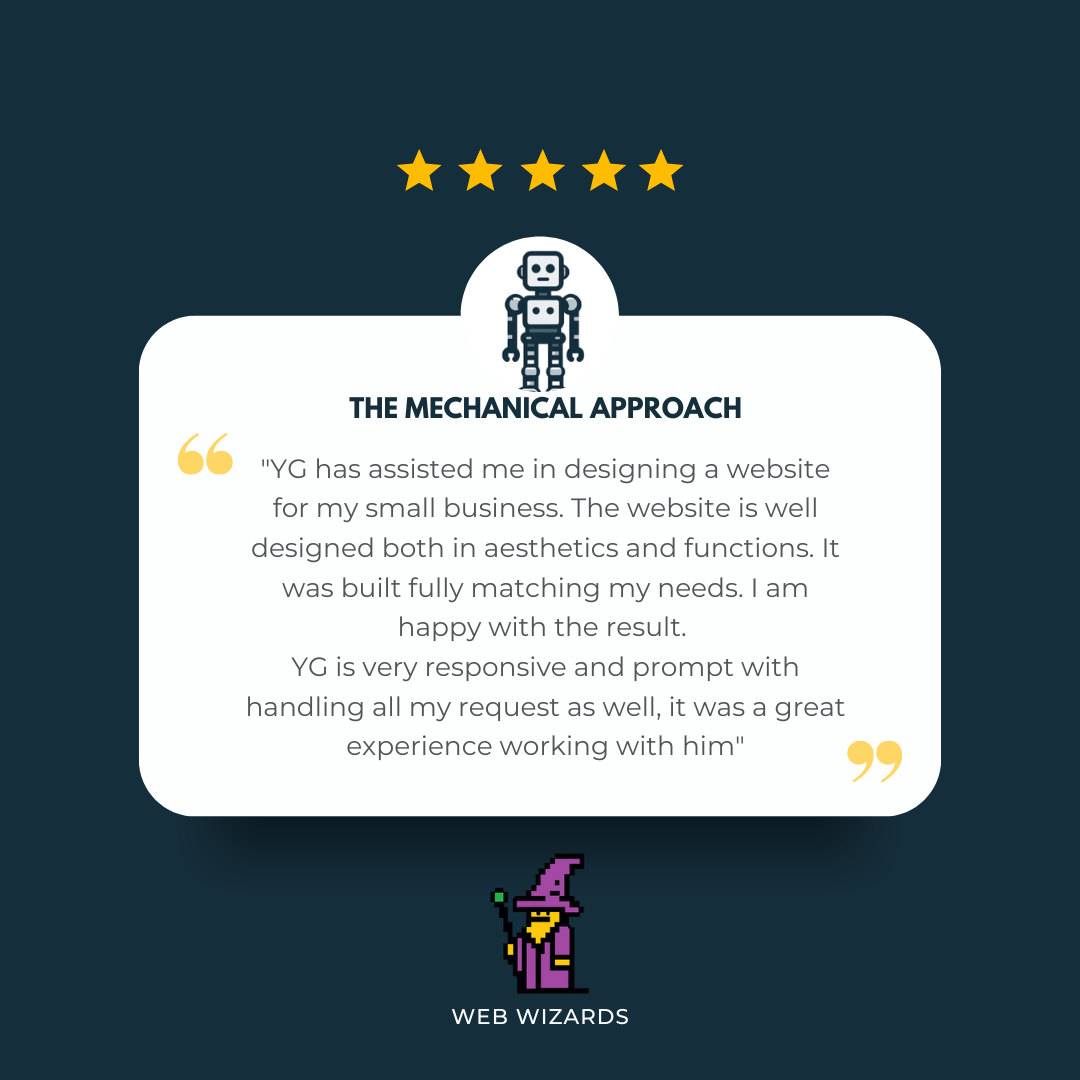 THE MECHANICAL APPROACH
"YG has assisted me in designing a website
for my small business. The website is well
designed both in aesthetics and functions. It
was built fully matching my needs. I am
happy with the result.
YG is very responsive and prompt with
handling all my request as well, it was a great
experience working with him"
WEB WIZARDS